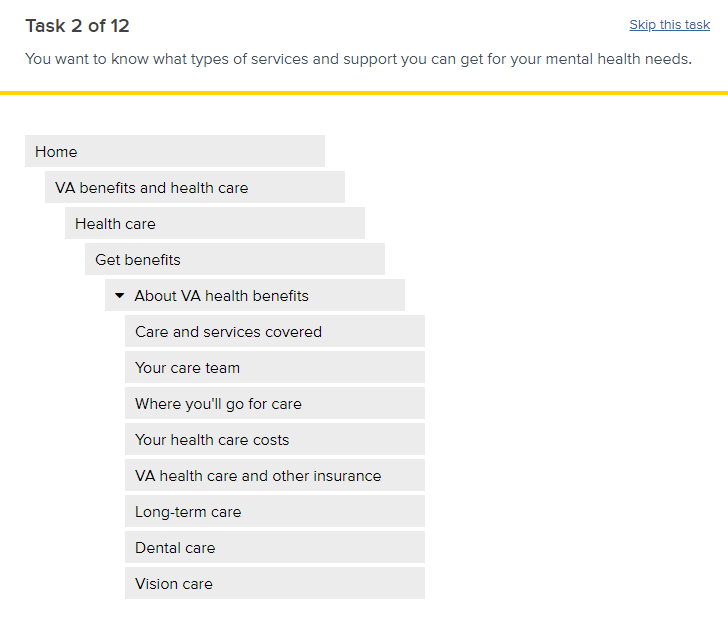 Task 2 of 12
Skip this task
You want to know what types of services and support you can get for your mental health needs.
Home
VA benefits and health care
Health care
Get benefits
About VA health benefits
Care and services covered
Your care team
Where you'll go for care
Your health care costs
VA health care and other insurance
Long-term care
Dental care
Vision care